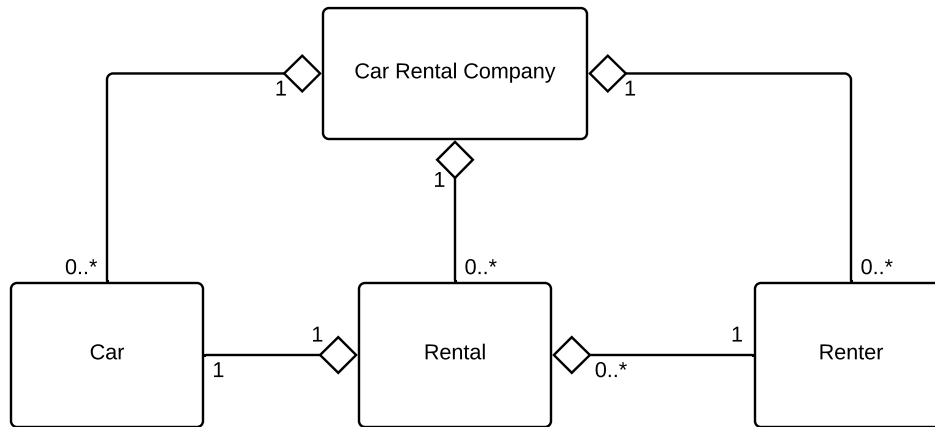 Car Rental Company
1
1
1
0..*
0..*
0..*
Car
1
1
Rental
0..*
1
Renter